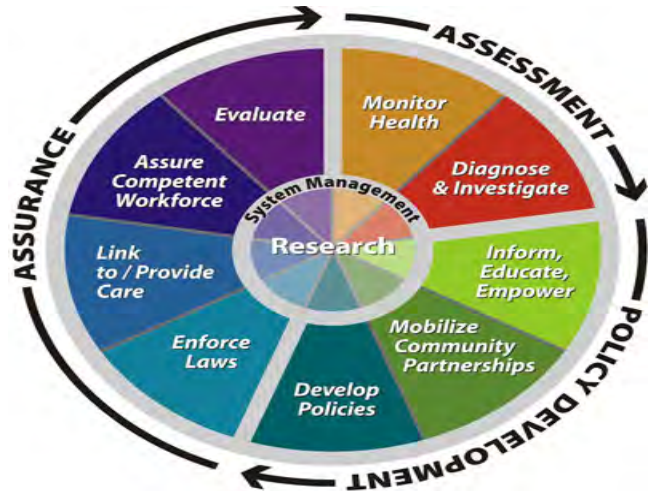 ASSESSMENT
Monitor
Health
Diagnose
& Investigate
POLICY DEVELOPMENT
Inform,
Educate,
Empower
Mobilize
Community
Partnerships
Develop
Policies
ASSURANCE
Enforce
Laws
Link
to / Provide
Care
Assure
Competent
Workforce
Evaluate
System Management
Research